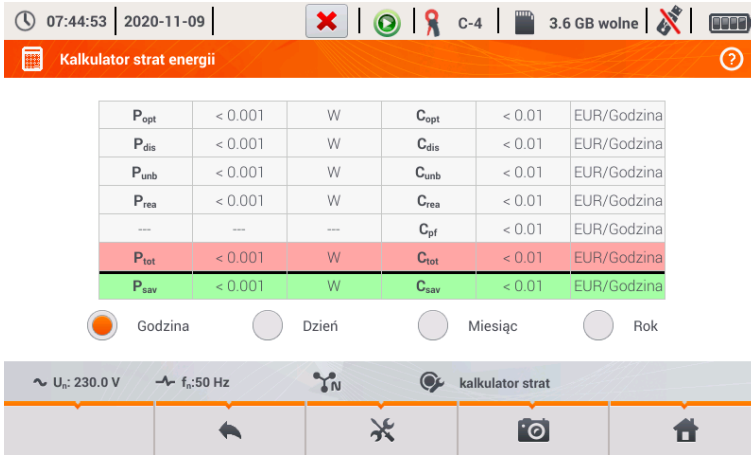 07:44:53 2020-11-09 C-4 3.6 GB wolne
Kalkulator strat energii ?
Popt < 0.001 W Copt < 0.01 EUR/Godzina
Pdis < 0.001 W Cdis < 0.01 EUR/Godzina
Punb < 0.001 W Cunb < 0.01 EUR/Godzina
Prea < 0.001 W Crea < 0.01 EUR/Godzina
--- --- --- Cpf < 0.01 EUR/Godzina
Ptot < 0.001 W Ctot < 0.01 EUR/Godzina
Psav < 0.001 W Csav < 0.01 EUR/Godzina
Godzina Dzień Miesiąc Rok
Un: 230.0 V fn:50 Hz N kalkulator strat